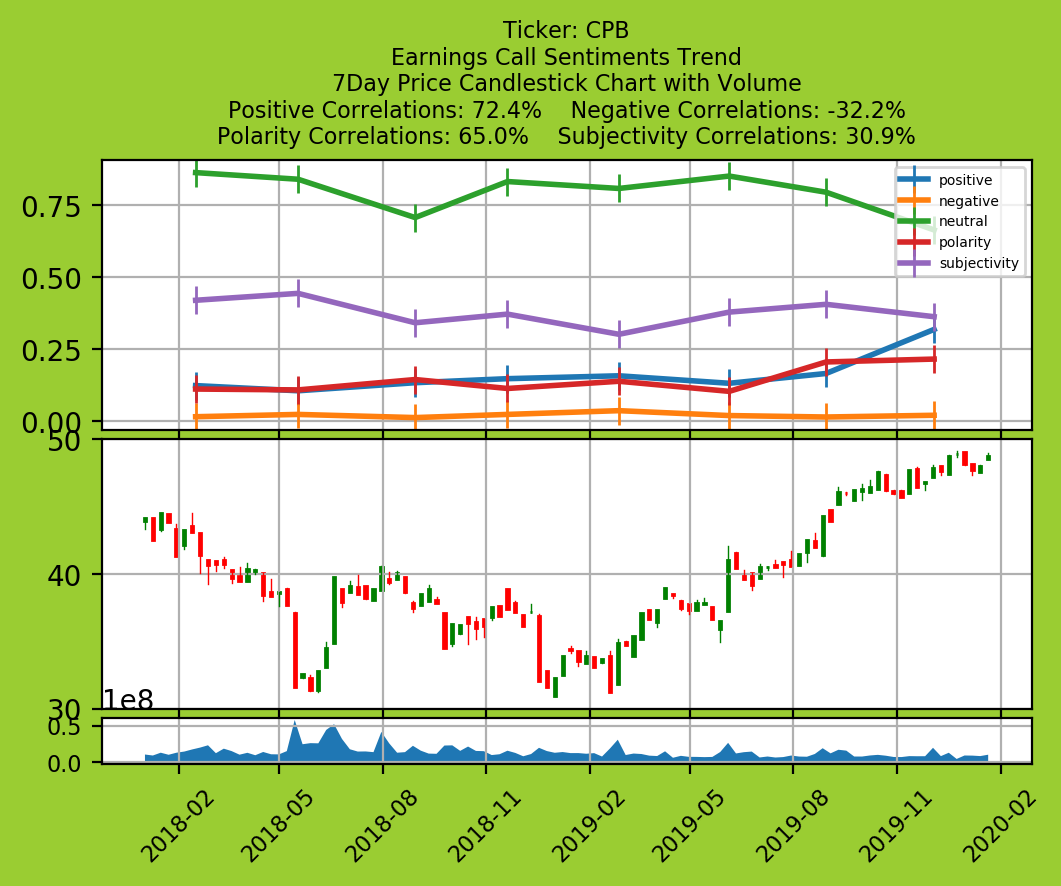 Ticker: CPB
Earnings Call Sentiments Trend
7Day Price Candlestick Chart with Volume
Positive Correlations: 72.4%    Negative Correlations: -32.2%
Polarity Correlations: 65.0%    Subjectivity Correlations: 30.9%
positive
negative
neutral
polarity
subjectivity
0.75
0.50
0.25
0.00
50
40
30
1e8
0.5
0.0
2018-02
2018-05
2018-08
2018-11
2019-02
2019-05
2019-08
2019-11
2020-02